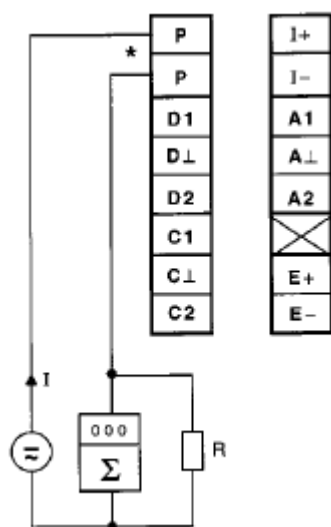 P I+
* P I-
D1 A1
D⊥ A⊥
D2 A2
C1
C⊥ E+
C2 E-
I
000
Σ R